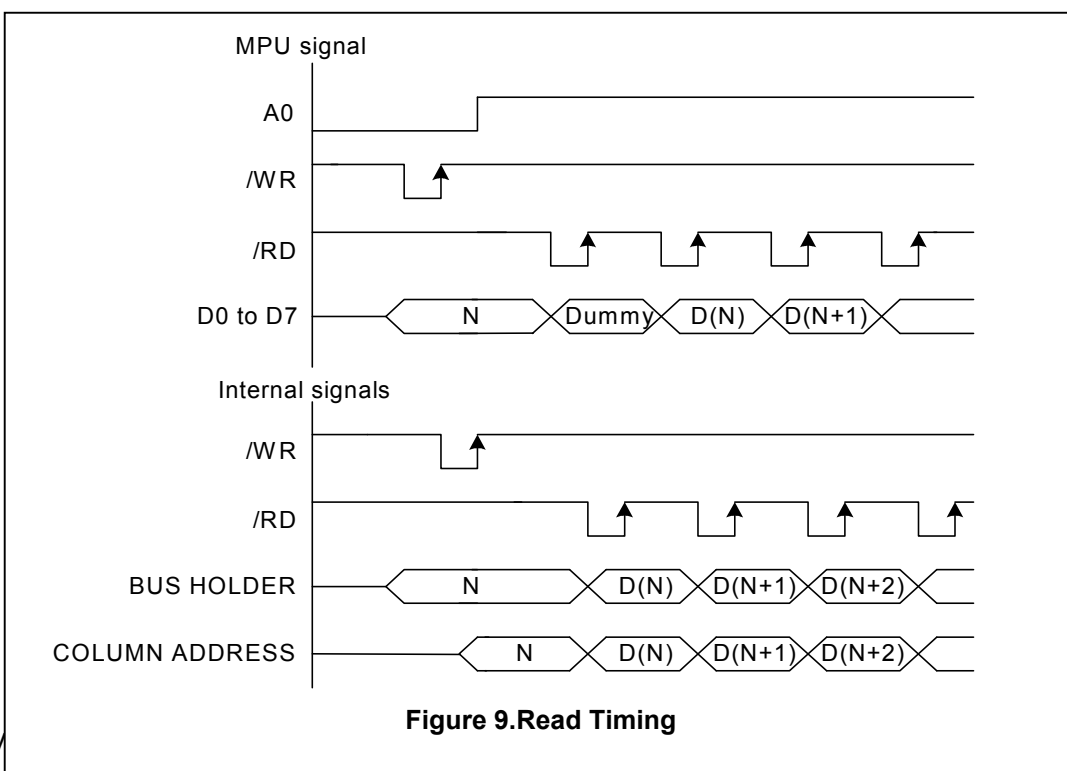 MPU signal
A0
/WR
/RD
D0 to D7 N Dummy D(N) D(N+1)
Internal signals
/WR
/RD
BUS HOLDER N D(N) D(N+1) D(N+2)
COLUMN ADDRESS N D(N) D(N+1) D(N+2)
Figure 9.Read Timing